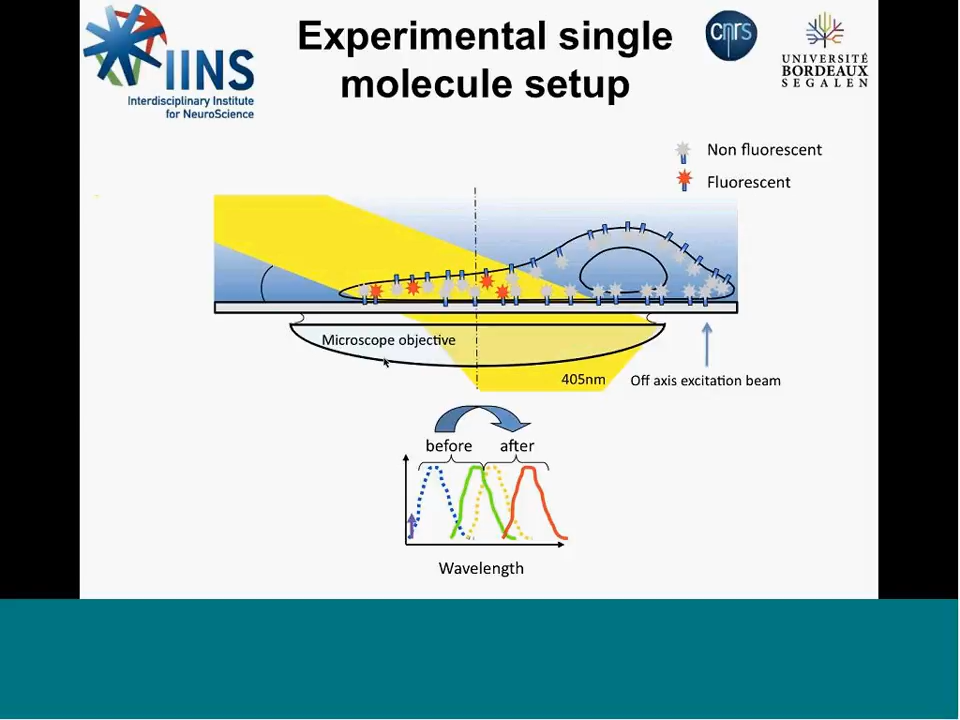 Experimental single
molecule setup
IINS
Interdisciplinary Institute
for NeuroScience
cnrs
UNIVERSITÉ
BORDEAUX
SEGALEN
Non fluorescent
Fluorescent
Microscope objective
405nm
Off axis excitation beam
before
after
Wavelength